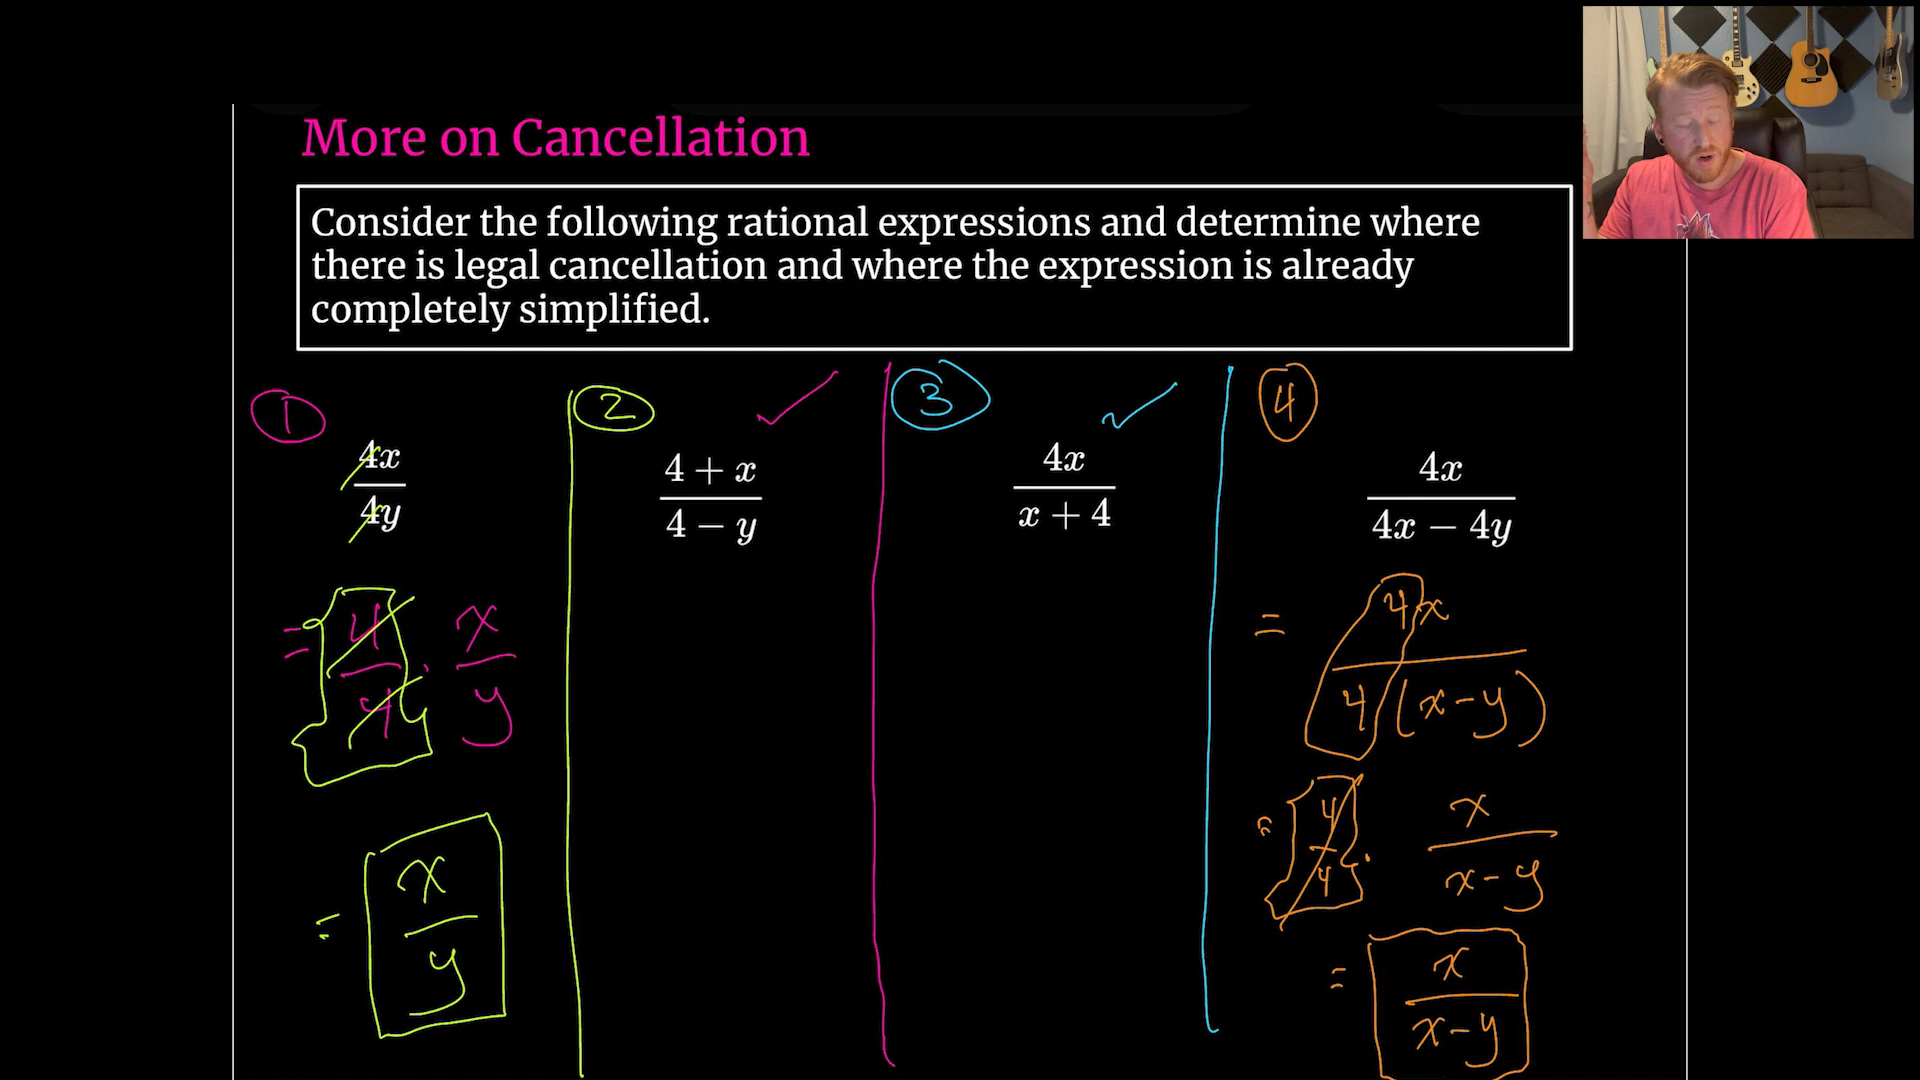 More on Cancellation
Consider the following rational expressions and determine where
there is legal cancellation and where the expression is already
completely simplified.
1
4x
4y
= 4 · x
4 y
= x
y
2
4 + x
4 − y
3
4x
x + 4
4
4x
4x − 4y
= 4x
4(x-y)
= 4 · x
4 x-y
= x
x-y